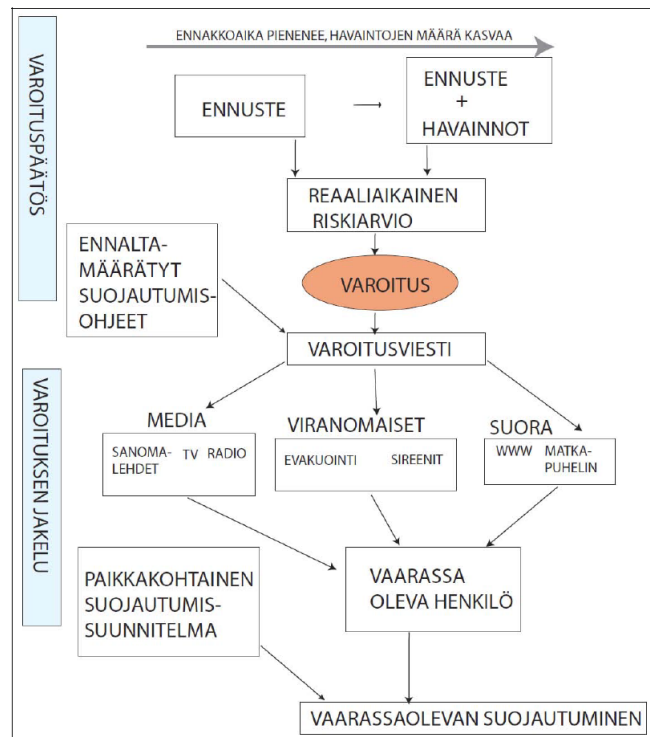 ENNAKKOAIKA PIENENEE, HAVAINTOJEN MÄÄRÄ KASVAA
VAROITUSPÄÄTÖS
ENNUSTE
ENNUSTE
+
HAVAINNOT
REAALIAIKAINEN
RISKIARVIO
ENNALTA-
MÄÄRÄTYT
SUOJAUTUMIS-
OHJEET
VAROITUS
VAROITUSVIESTI
VAROITUKSEN JAKELU
MEDIA
SANOMA-
LEHDET
TV RADIO
VIRANOMAISET
EVAKUOINTI SIREENIT
SUORA
WWW
MATKA-
PUHELIN
PAIKKAKOHTAINEN
SUOJAUTUMIS-
SUUNNITELMA
VAARASSA
OLEVA HENKILÖ
VAARASSAOLEVAN SUOJAUTUMINEN